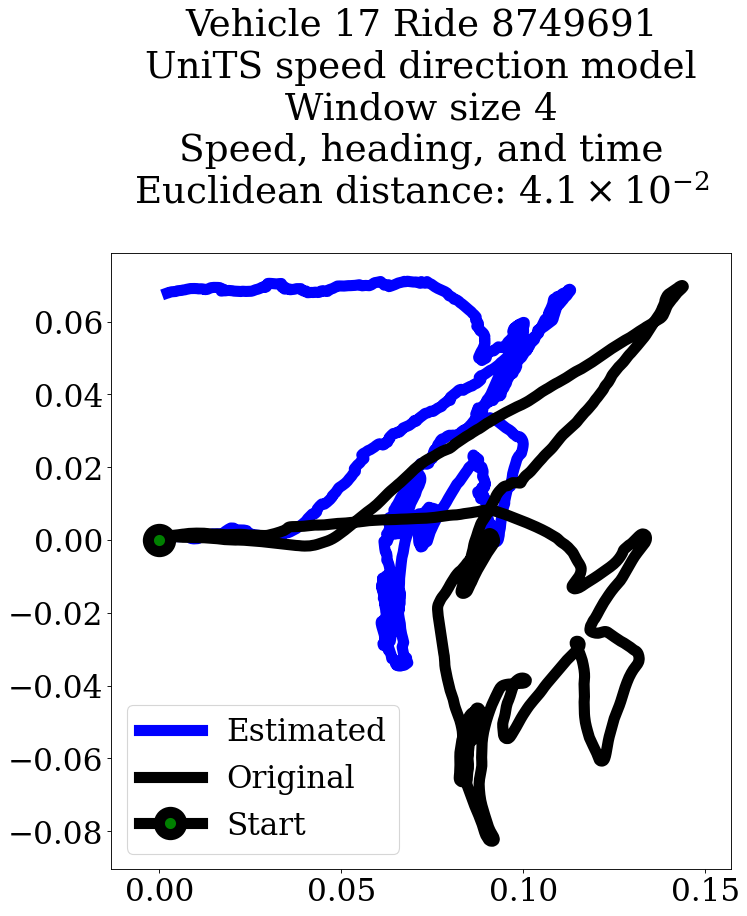 Vehicle 17 Ride 8749691
UniTS speed direction model
Window size 4
Speed, heading, and time
Euclidean distance: 4.1 × 10⁻²
0.06
0.04
0.02
0.00
−0.02
−0.04
−0.06
−0.08
Estimated
Original
Start
0.00 0.05 0.10 0.15